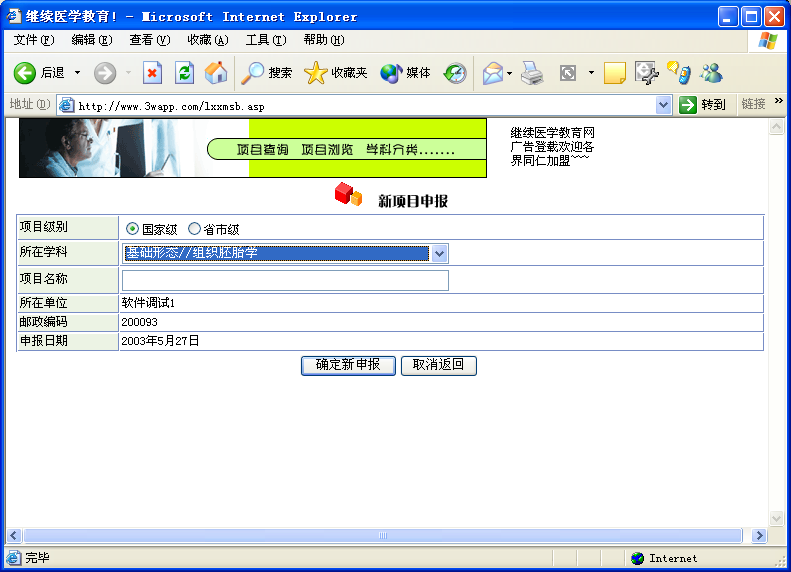 继续医学教育! - Microsoft Internet Explorer
文件(F) 编辑(E) 查看(V) 收藏(A) 工具(T) 帮助(H)
后退 搜索 收藏夹 媒体
地址(D) http://www.3wapp.com/lxxmsb.asp 转到 链接 »
项目查询 项目浏览 学科分类.......
继续医学教育网
广告登载欢迎各
界同仁加盟~~~
新项目申报
项目级别 国家级 省市级
所在学科 基础形态//组织胚胎学
项目名称
所在单位 软件调试1
邮政编码 200093
申报日期 2003年5月27日
确定新申报 取消返回
完毕 Internet